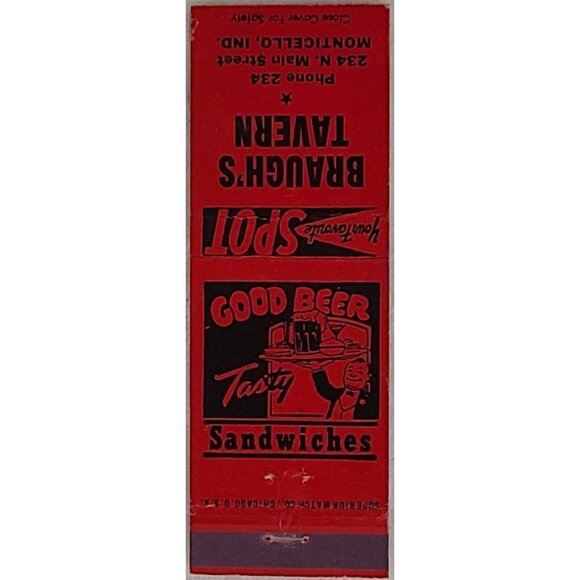 Close Cover For Safety
MONTICELLO, IND.
234 N. Main Street
Phone 234
BRAUGH'S
TAVERN
Your Favorite SPOT
GOOD BEER
Tasty
Sandwiches
SUPERIOR MATCH CO., CHICAGO, U.S.A.